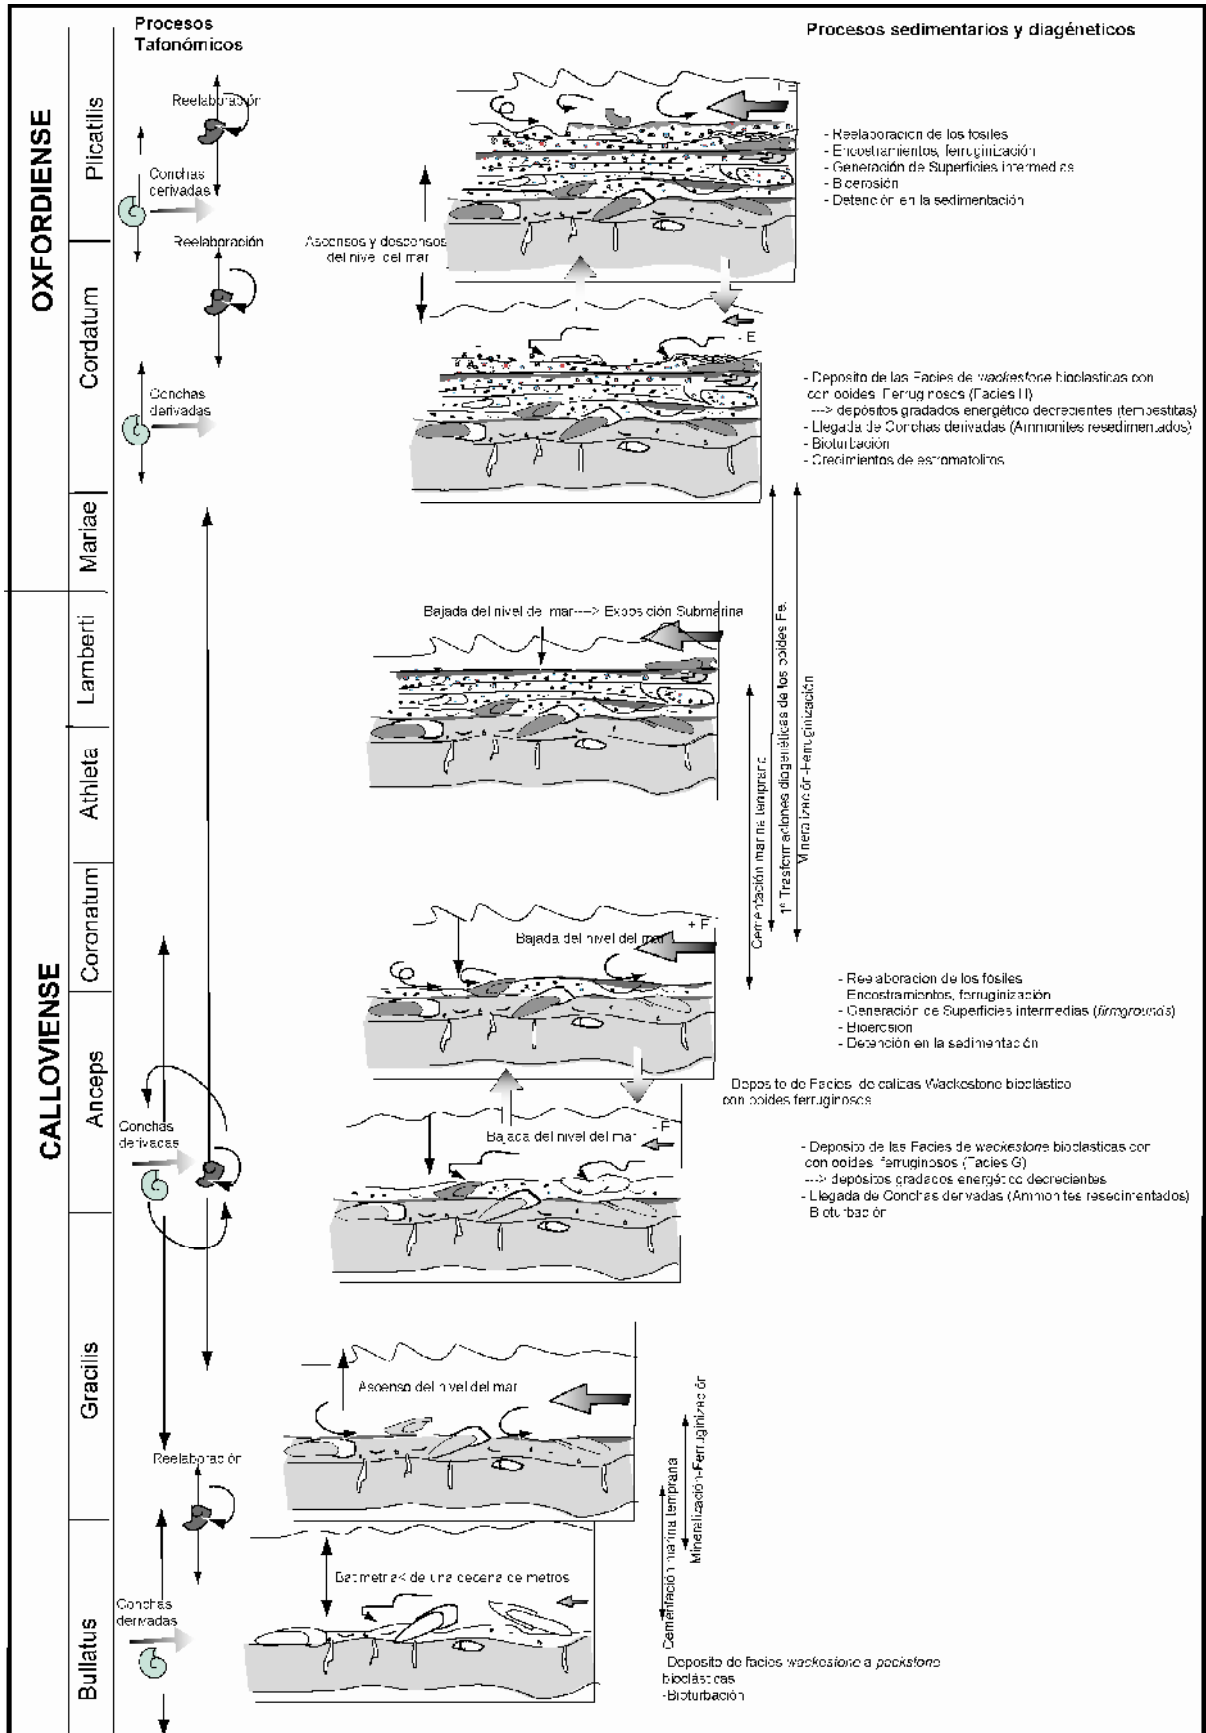 Procesos
Tafonómicos
Procesos sedimentarios y diagéneticos
OXFORDIENSE
Plicatilis
Reelaboración
Conchas
derivadas
- Reelaboracion de los fosiles
- Encostramientos, ferruginización
- Generación de Superficies intermedias
- Bioerosión
- Detención en la sedimentación
Cordatum
Reelaboración
Ascensos y descensos
del nivel del mar
- E
Conchas
derivadas
- Deposito de las Facies de wackestone bioclasticas con
con ooides Ferruginosos (Facies H)
---> depósitos gradados energético decrecientes (tempestitas)
- Llegada de Conchas derivadas (Ammonites resedimentados)
- Bioturbación
- Crecimientos de estromatolitos
Mariae
CALLOVIENSE
Lamberti
Bajada del nivel del mar----> Exposición Submarina
Athleta
Cementación marina temprana
1ª Trasformaciones diagenéticas de los ooides Fe.
Mineralización-Ferruginización
Coronatum
+ E
Bajada del nivel del mar
- Reelaboracion de los fósiles
Encostramientos, ferruginización
- Generación de Superficies intermedias (firmgrounds)
- Bioerosión
- Detención en la sedimentación
Anceps
Deposito de Facies de calizas Wackestone bioclástico
con ooides ferruginosos
Conchas
derivadas
- E
Bajada del nivel del mar
- Deposito de las Facies de wackestone bioclasticas con
con ooides ferruginosos (Facies G)
---> depósitos gradados energético decrecientes
- Llegada de Conchas derivadas (Ammonites resedimentados)
Bioturbación
Gracilis
Ascenso del nivel del mar
Reelaboración
Mineralización-Ferruginización
Cementación marina temprana
Bullatus
Batimetria< de una decena de metros
Conchas
derivadas
Deposito de facies wackestone a packstone
bioclásticas
-Bioturbación